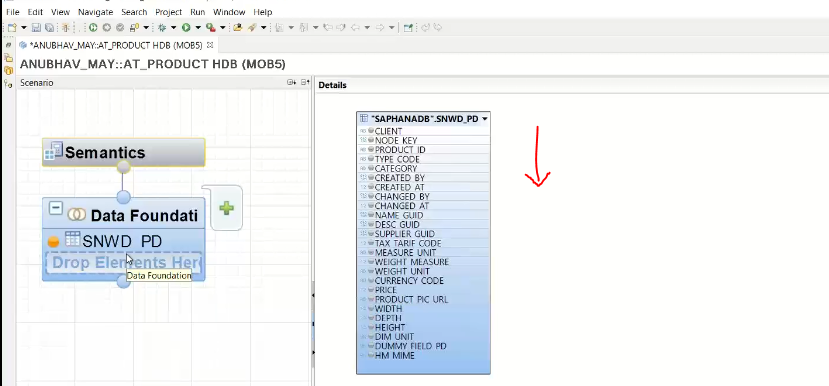 File Edit View Navigate Search Project Run Window Help
*ANUBHAV_MAY::AT_PRODUCT HDB (MOB5)
ANUBHAV_MAY::AT_PRODUCT HDB (MOB5)
Scenario
Details
Semantics
Data Foundati
SNWD_PD
Drop Elements Here
Data Foundation
"SAPHANADB".SNWD_PD
CLIENT
NODE KEY
PRODUCT ID
TYPE CODE
CATEGORY
CREATED BY
CREATED AT
CHANGED BY
CHANGED AT
NAME GUID
DESC GUID
SUPPLIER GUID
TAX TARIF CODE
MEASURE UNIT
WEIGHT MEASURE
WEIGHT UNIT
CURRENCY CODE
PRICE
PRODUCT PIC URL
WIDTH
DEPTH
HEIGHT
DIM UNIT
DUMMY FIELD PD
HM MIME